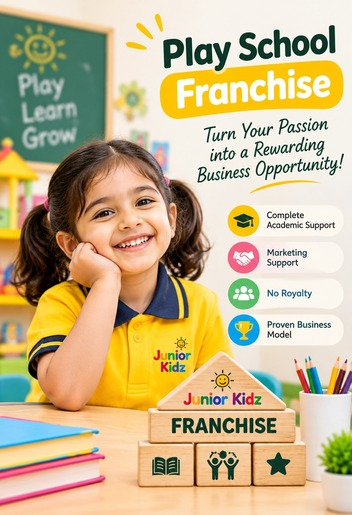 Play
Learn
Grow
Play School
Franchise
Turn Your Passion
into a Rewarding
Business Opportunity!
Complete
Academic Support
Marketing
Support
No Royalty
Proven Business
Model
Junior
Kidz
Junior Kidz
FRANCHISE